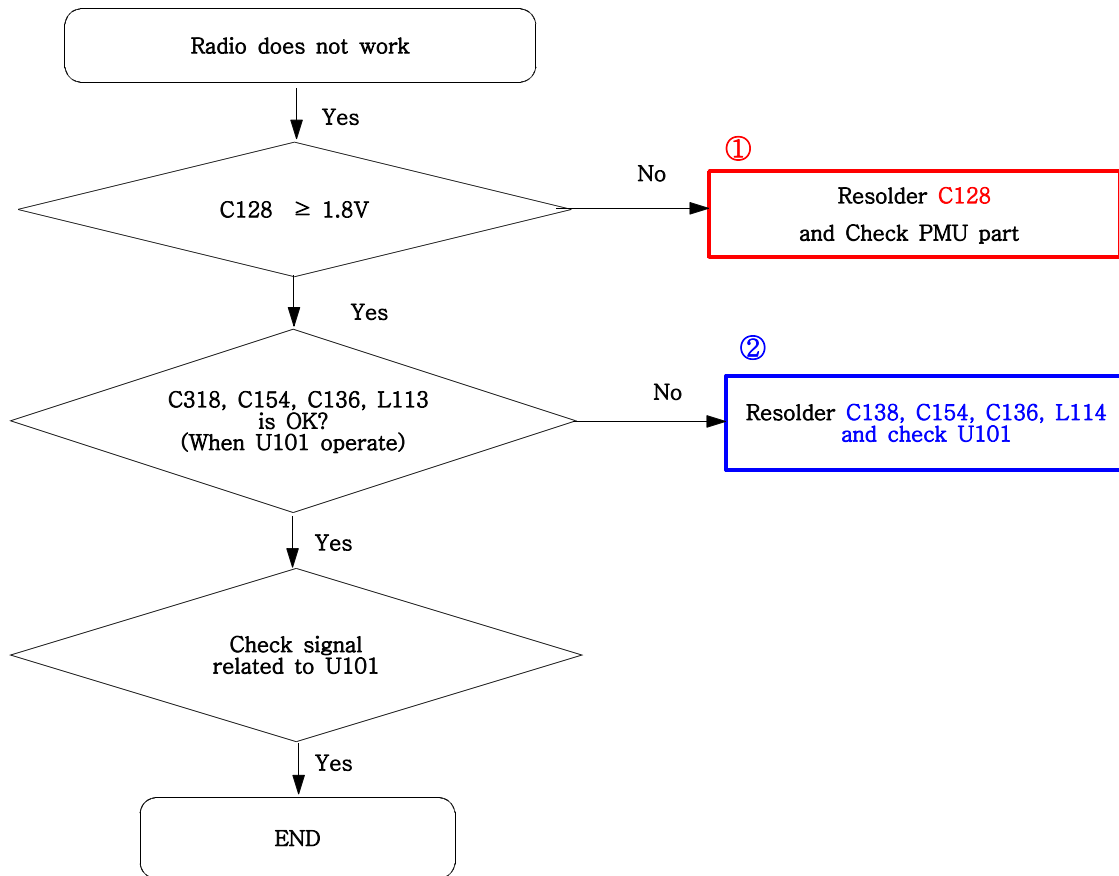 Radio does not work
Yes
C128 ≥ 1.8V
No
①
Resolder C128
and Check PMU part
Yes
C318, C154, C136, L113
is OK?
(When U101 operate)
No
②
Resolder C138, C154, C136, L114
and check U101
Yes
Check signal
related to U101
Yes
END